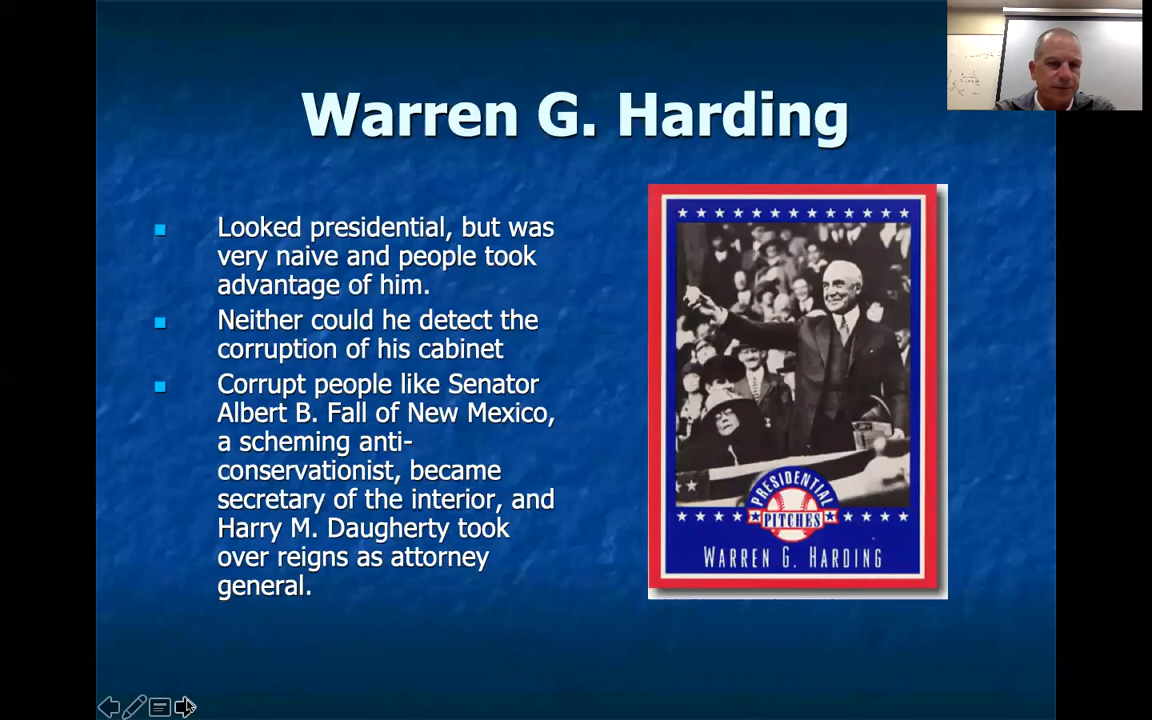 Warren G. Harding
Looked presidential, but was
very naive and people took
advantage of him.
Neither could he detect the
corruption of his cabinet
Corrupt people like Senator
Albert B. Fall of New Mexico,
a scheming anti-
conservationist, became
secretary of the interior, and
Harry M. Daugherty took
over reigns as attorney
general.
PRESIDENTIAL
PITCHES
WARREN G. HARDING